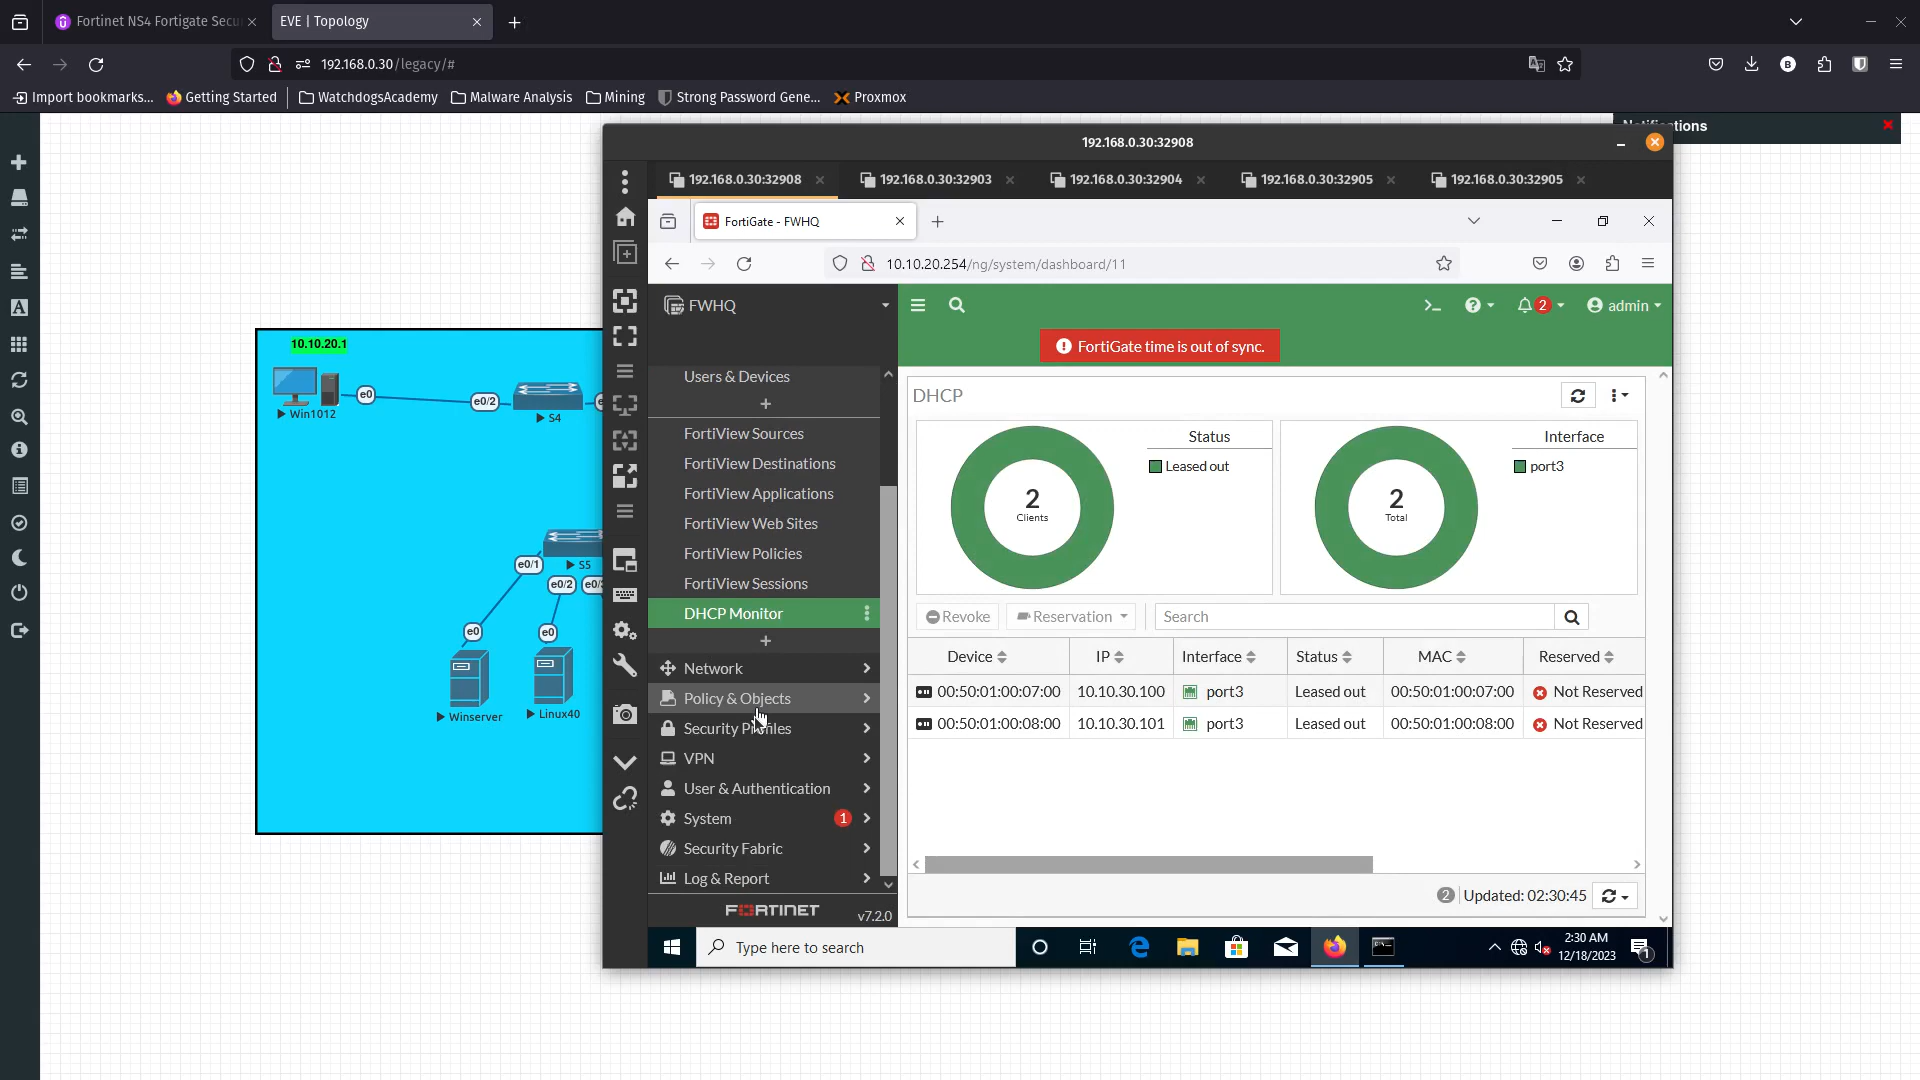 Fortinet NS4 Fortigate Secu
EVE | Topology
192.168.0.30/legacy/#
Import bookmarks...
Getting Started
WatchdogsAcademy
Malware Analysis
Mining
Strong Password Gene...
Proxmox
Notifications
192.168.0.30:32908
192.168.0.30:32908
192.168.0.30:32903
192.168.0.30:32904
192.168.0.30:32905
192.168.0.30:32905
FortiGate - FWHQ
10.10.20.254/ng/system/dashboard/11
FWHQ
2
admin
FortiGate time is out of sync.
10.10.20.1
e0
e0/2
Win1012
S4
e0/1
S5
e0/2
e0
e0
Winserver
Linux40
Users & Devices
FortiView Sources
FortiView Destinations
FortiView Applications
FortiView Web Sites
FortiView Policies
FortiView Sessions
DHCP Monitor
Network
Policy & Objects
Security Profiles
VPN
User & Authentication
System 1
Security Fabric
Log & Report
FORTINET
v7.2.0
DHCP
2
Clients
Status
Leased out
2
Total
Interface
port3
Revoke
Reservation
Search
Device IP Interface Status MAC Reserved
00:50:01:00:07:00 10.10.30.100 port3 Leased out 00:50:01:00:07:00 Not Reserved
00:50:01:00:08:00 10.10.30.101 port3 Leased out 00:50:01:00:08:00 Not Reserved
2 Updated: 02:30:45
Type here to search
2:30 AM
12/18/2023
1